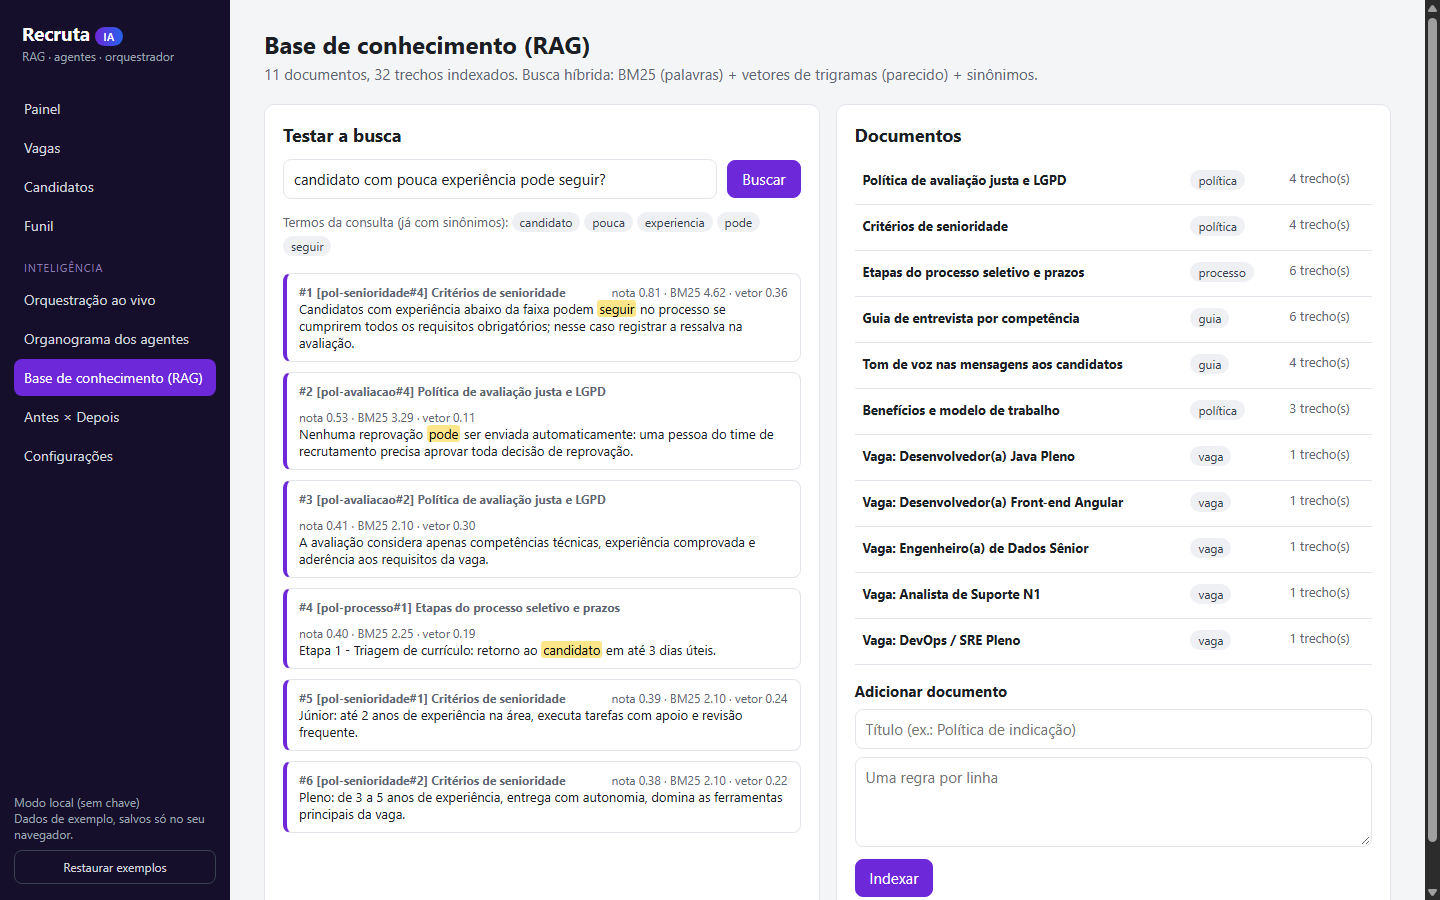 Recruta IA
RAG · agentes · orquestrador
Painel
Vagas
Candidatos
Funil
INTELIGÊNCIA
Orquestração ao vivo
Organograma dos agentes
Base de conhecimento (RAG)
Antes × Depois
Configurações
Modo local (sem chave)
Dados de exemplo, salvos só no seu
navegador.
Restaurar exemplos
Base de conhecimento (RAG)
11 documentos, 32 trechos indexados. Busca híbrida: BM25 (palavras) + vetores de trigramas (parecido) + sinônimos.
Testar a busca
candidato com pouca experiência pode seguir?
Buscar
Termos da consulta (já com sinônimos): candidato pouca experiencia pode
seguir
#1 [pol-senioridade#4] Critérios de senioridade nota 0.81 · BM25 4.62 · vetor 0.36
Candidatos com experiência abaixo da faixa podem seguir no processo se
cumprirem todos os requisitos obrigatórios; nesse caso registrar a ressalva na
avaliação.
#2 [pol-avaliacao#4] Política de avaliação justa e LGPD
nota 0.53 · BM25 3.29 · vetor 0.11
Nenhuma reprovação pode ser enviada automaticamente: uma pessoa do time de
recrutamento precisa aprovar toda decisão de reprovação.
#3 [pol-avaliacao#2] Política de avaliação justa e LGPD
nota 0.41 · BM25 2.10 · vetor 0.30
A avaliação considera apenas competências técnicas, experiência comprovada e
aderência aos requisitos da vaga.
#4 [pol-processo#1] Etapas do processo seletivo e prazos
nota 0.40 · BM25 2.25 · vetor 0.19
Etapa 1 - Triagem de currículo: retorno ao candidato em até 3 dias úteis.
#5 [pol-senioridade#1] Critérios de senioridade nota 0.39 · BM25 2.10 · vetor 0.24
Júnior: até 2 anos de experiência na área, executa tarefas com apoio e revisão
frequente.
#6 [pol-senioridade#2] Critérios de senioridade nota 0.38 · BM25 2.10 · vetor 0.22
Pleno: de 3 a 5 anos de experiência, entrega com autonomia, domina as ferramentas
principais da vaga.
Documentos
Política de avaliação justa e LGPD política 4 trecho(s)
Critérios de senioridade política 4 trecho(s)
Etapas do processo seletivo e prazos processo 6 trecho(s)
Guia de entrevista por competência guia 6 trecho(s)
Tom de voz nas mensagens aos candidatos guia 4 trecho(s)
Benefícios e modelo de trabalho política 3 trecho(s)
Vaga: Desenvolvedor(a) Java Pleno vaga 1 trecho(s)
Vaga: Desenvolvedor(a) Front-end Angular vaga 1 trecho(s)
Vaga: Engenheiro(a) de Dados Sênior vaga 1 trecho(s)
Vaga: Analista de Suporte N1 vaga 1 trecho(s)
Vaga: DevOps / SRE Pleno vaga 1 trecho(s)
Adicionar documento
Título (ex.: Política de indicação)
Uma regra por linha
Indexar